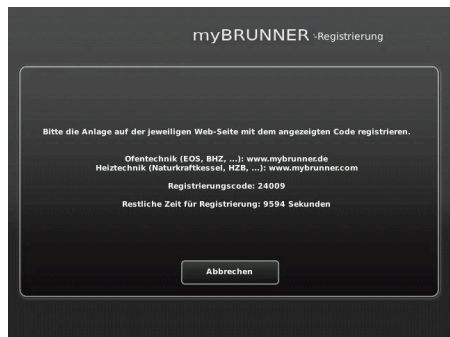 myBRUNNER -Registrierung
Bitte die Anlage auf der jeweiligen Web-Seite mit dem angezeigten Code registrieren.
Ofentechnik (EOS, BHZ, ...): www.mybrunner.de
Heiztechnik (Naturkraftkessel, HZB, ...): www.mybrunner.com
Registrierungscode: 24009
Restliche Zeit für Registrierung: 9594 Sekunden
Abbrechen